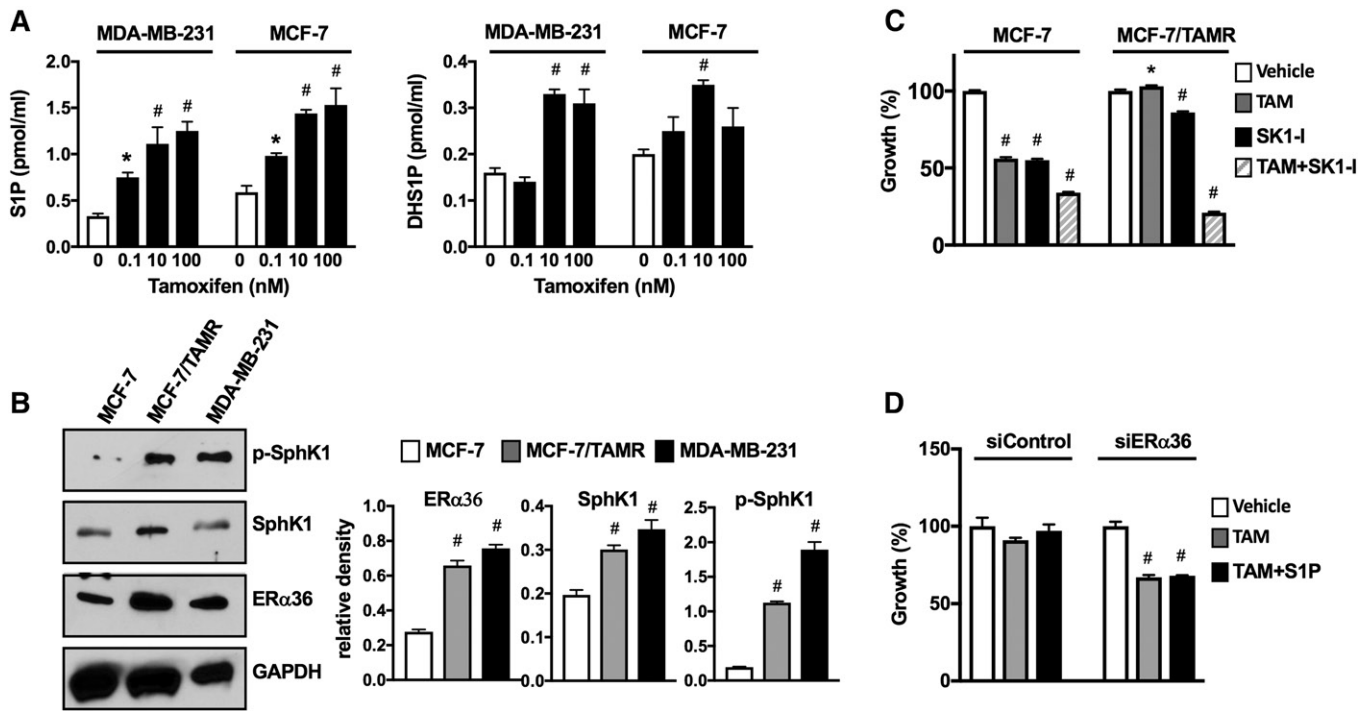 A
MDA-MB-231 MCF-7
S1P (pmol/ml)
2.0
1.5
1.0
0.5
0.0
* # # * # #
0 0.1 10 100 0 0.1 10 100
Tamoxifen (nM)
MDA-MB-231 MCF-7
DHS1P (pmol/ml)
0.4
0.3
0.2
0.1
0.0
# # #
0 0.1 10 100 0 0.1 10 100
Tamoxifen (nM)
C
MCF-7 MCF-7/TAMR
Growth (%)
100
50
0
# # # * # #
Vehicle
TAM
SK1-I
TAM+SK1-I
B
MCF-7 MCF-7/TAMR MDA-MB-231
p-SphK1
SphK1
ERα36
GAPDH
MCF-7 MCF-7/TAMR MDA-MB-231
relative density
ERα36
1.0
0.8
0.6
0.4
0.2
0.0
# #
SphK1
0.4
0.3
0.2
0.1
0.0
# #
p-SphK1
2.5
2.0
1.5
1.0
0.5
0.0
# #
D
siControl siERα36
Growth (%)
150
100
50
0
# #
Vehicle
TAM
TAM+S1P